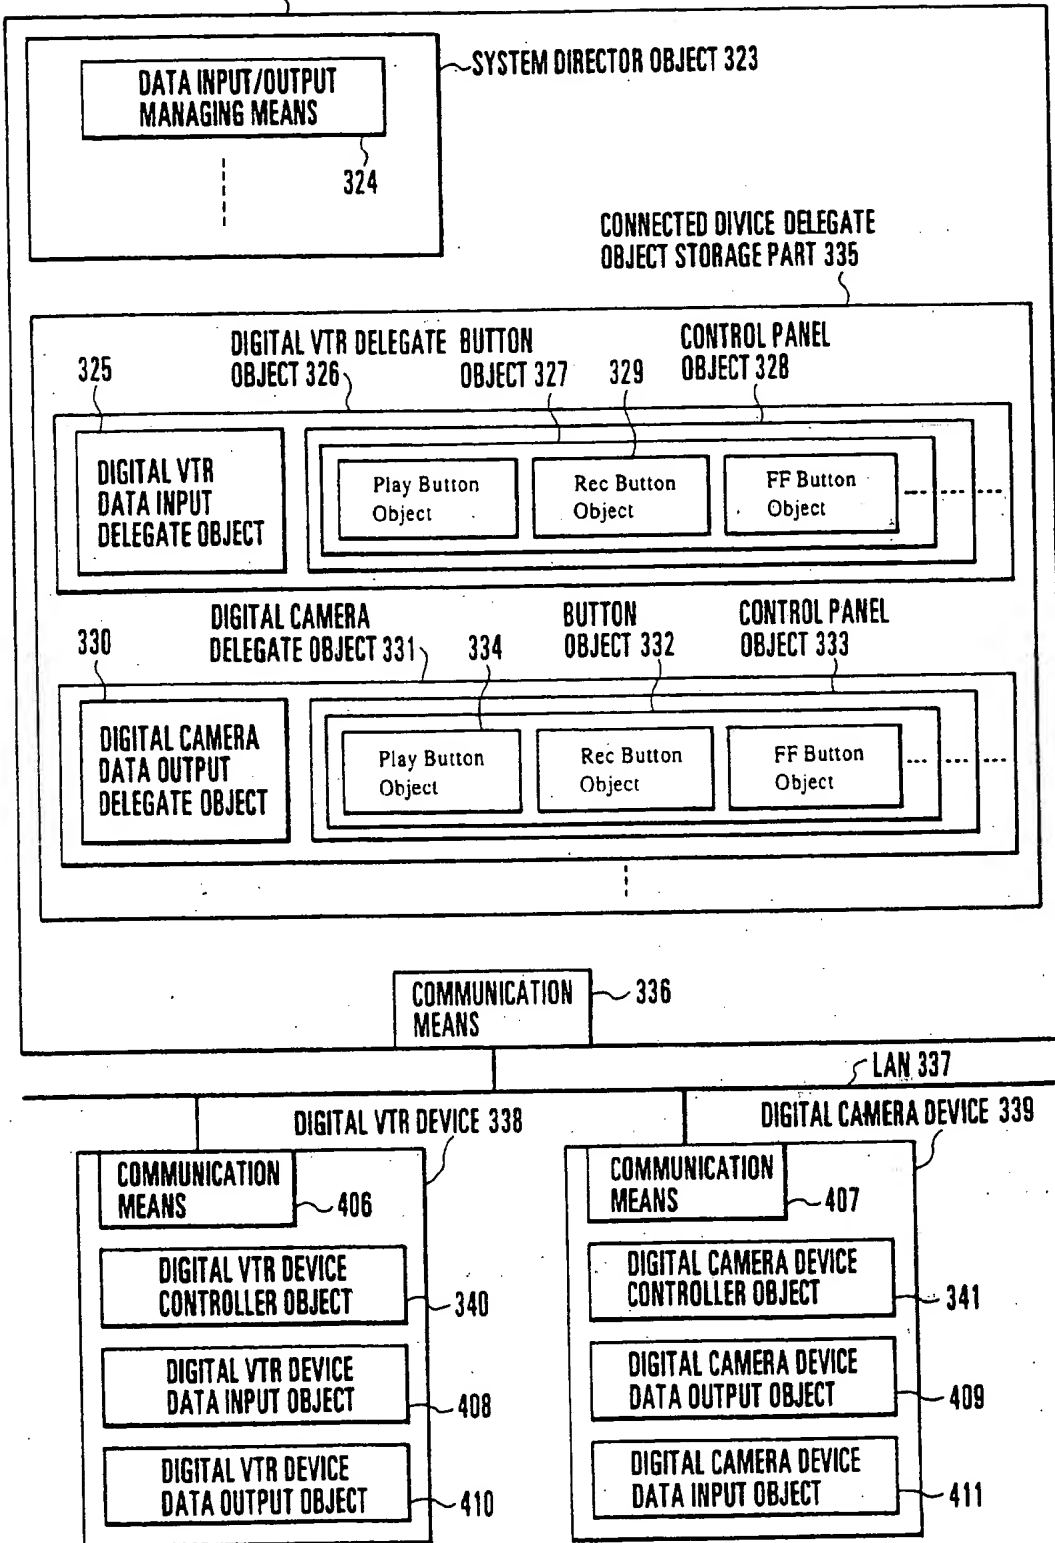 DATA INPUT/OUTPUT
MANAGING MEANS
324
SYSTEM DIRECTOR OBJECT 323
CONNECTED DIVICE DELEGATE
OBJECT STORAGE PART 335
325
DIGITAL VTR DELEGATE
OBJECT 326
BUTTON
OBJECT 327
329
CONTROL PANEL
OBJECT 328
DIGITAL VTR
DATA INPUT
DELEGATE OBJECT
Play Button
Object
Rec Button
Object
FF Button
Object
330
DIGITAL CAMERA
DELEGATE OBJECT 331
334
BUTTON
OBJECT 332
CONTROL PANEL
OBJECT 333
DIGITAL CAMERA
DATA OUTPUT
DELEGATE OBJECT
Play Button
Object
Rec Button
Object
FF Button
Object
COMMUNICATION
MEANS
336
LAN 337
DIGITAL VTR DEVICE 338
COMMUNICATION
MEANS
406
DIGITAL VTR DEVICE
CONTROLLER OBJECT
340
DIGITAL VTR DEVICE
DATA INPUT OBJECT
408
DIGITAL VTR DEVICE
DATA OUTPUT OBJECT
410
DIGITAL CAMERA DEVICE 339
COMMUNICATION
MEANS
407
DIGITAL CAMERA DEVICE
CONTROLLER OBJECT
341
DIGITAL CAMERA DEVICE
DATA OUTPUT OBJECT
409
DIGITAL CAMERA DEVICE
DATA INPUT OBJECT
411